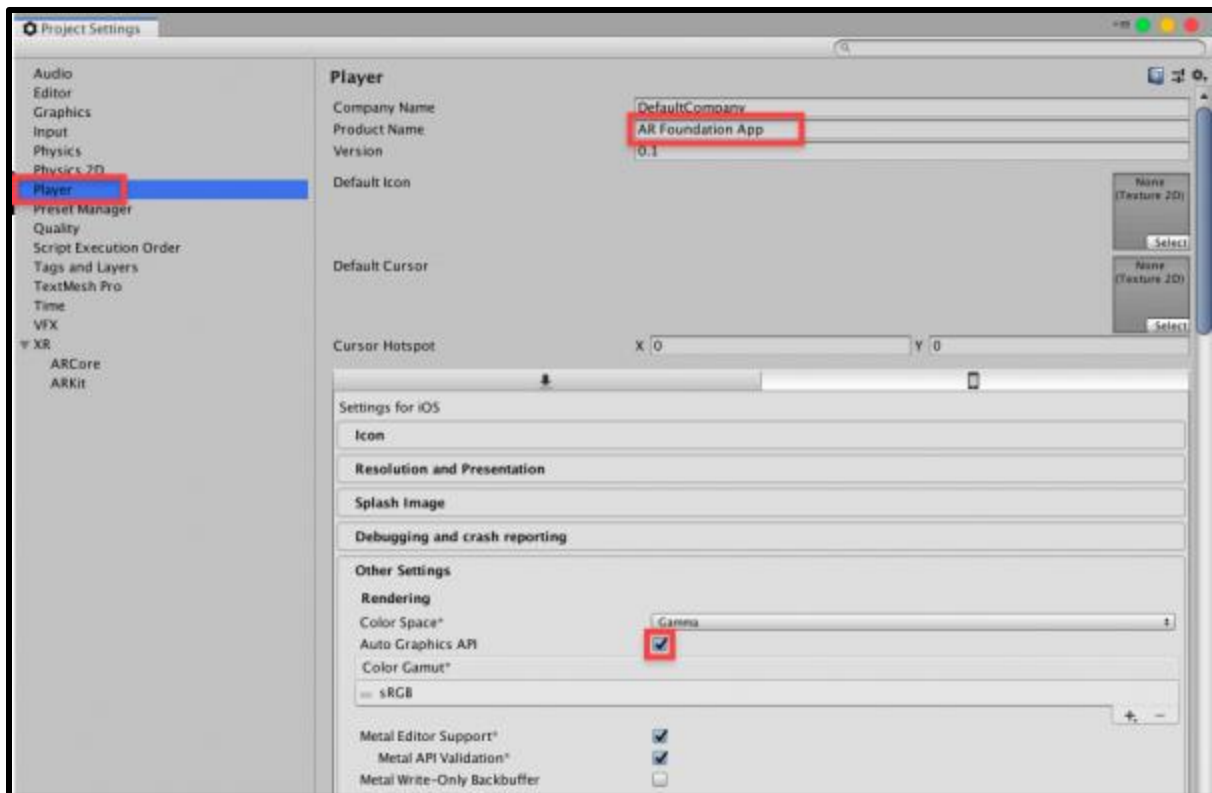 Project Settings
Audio
Editor
Graphics
Input
Physics
Physics 2D
Player
Preset Manager
Quality
Script Execution Order
Tags and Layers
TextMesh Pro
Time
VFX
XR
ARCore
ARKit
Player
Company Name DefaultCompany
Product Name AR Foundation App
Version 0.1
Default Icon
None
(Texture 2D)
Select
Default Cursor
None
(Texture 2D)
Select
Cursor Hotspot X 0 Y 0
Settings for iOS
Icon
Resolution and Presentation
Splash Image
Debugging and crash reporting
Other Settings
Rendering
Color Space* Gamma
Auto Graphics API
Color Gamut*
= sRGB
Metal Editor Support*
Metal API Validation*
Metal Write-Only Backbuffer